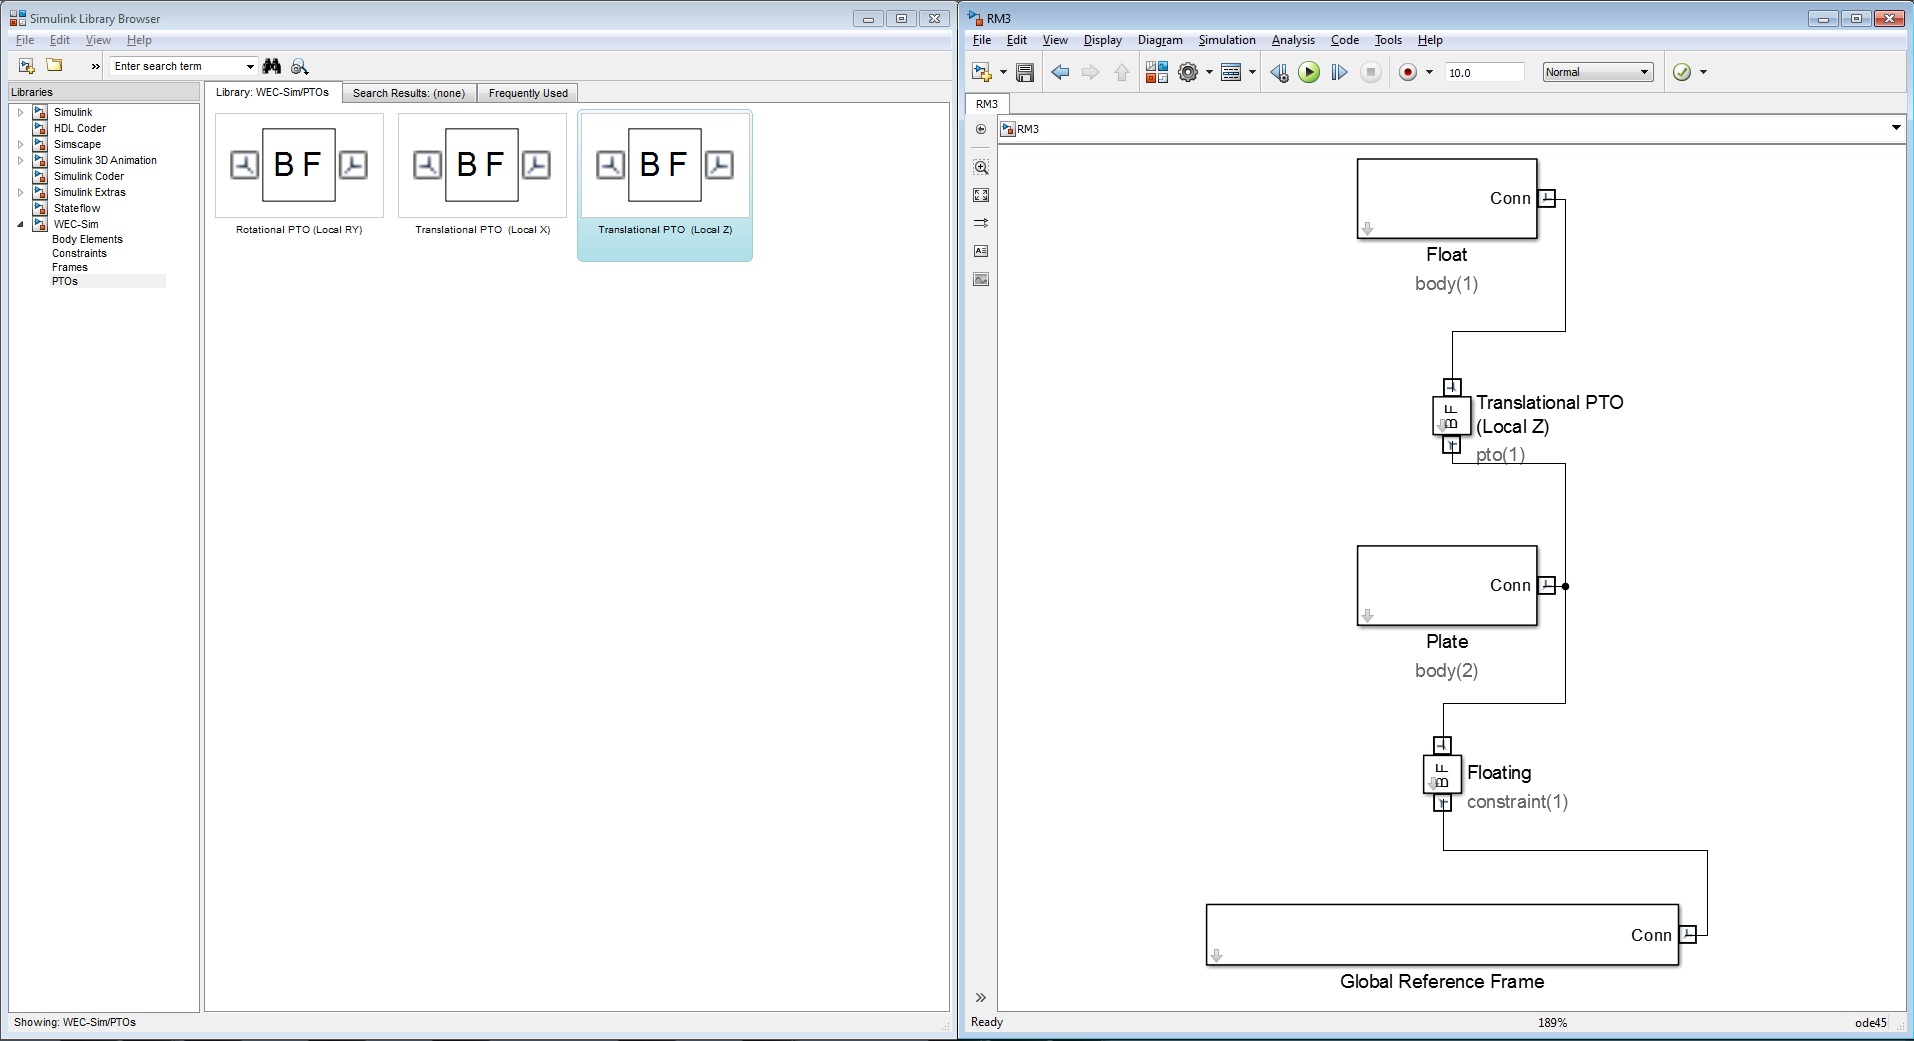 Simulink Library Browser
File Edit View Help
» Enter search term
Libraries
Simulink
HDL Coder
Simscape
Simulink 3D Animation
Simulink Coder
Simulink Extras
Stateflow
WEC-Sim
Body Elements
Constraints
Frames
PTOs
Library: WEC-Sim/PTOs Search Results: (none) Frequently Used
B F B F B F
Rotational PTO (Local RY) Translational PTO (Local X) Translational PTO (Local Z)
Showing: WEC-Sim/PTOs
RM3
File Edit View Display Diagram Simulation Analysis Code Tools Help
10.0 Normal
RM3
RM3
Conn
Float
body(1)
B F
Translational PTO
(Local Z)
pto(1)
Conn
Plate
body(2)
B F
Floating
constraint(1)
Conn
Global Reference Frame
»
Ready 189% ode45